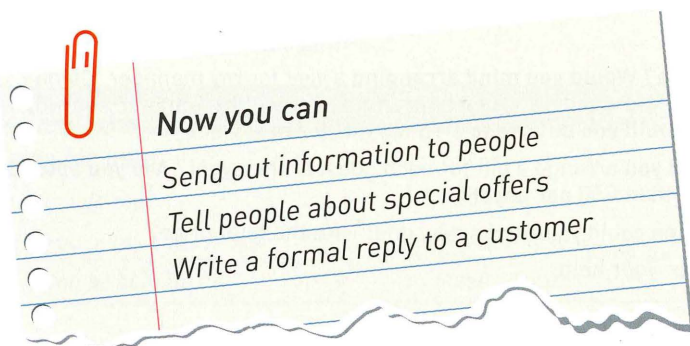 Now you can
Send out information to people
Tell people about special offers
Write a formal reply to a customer